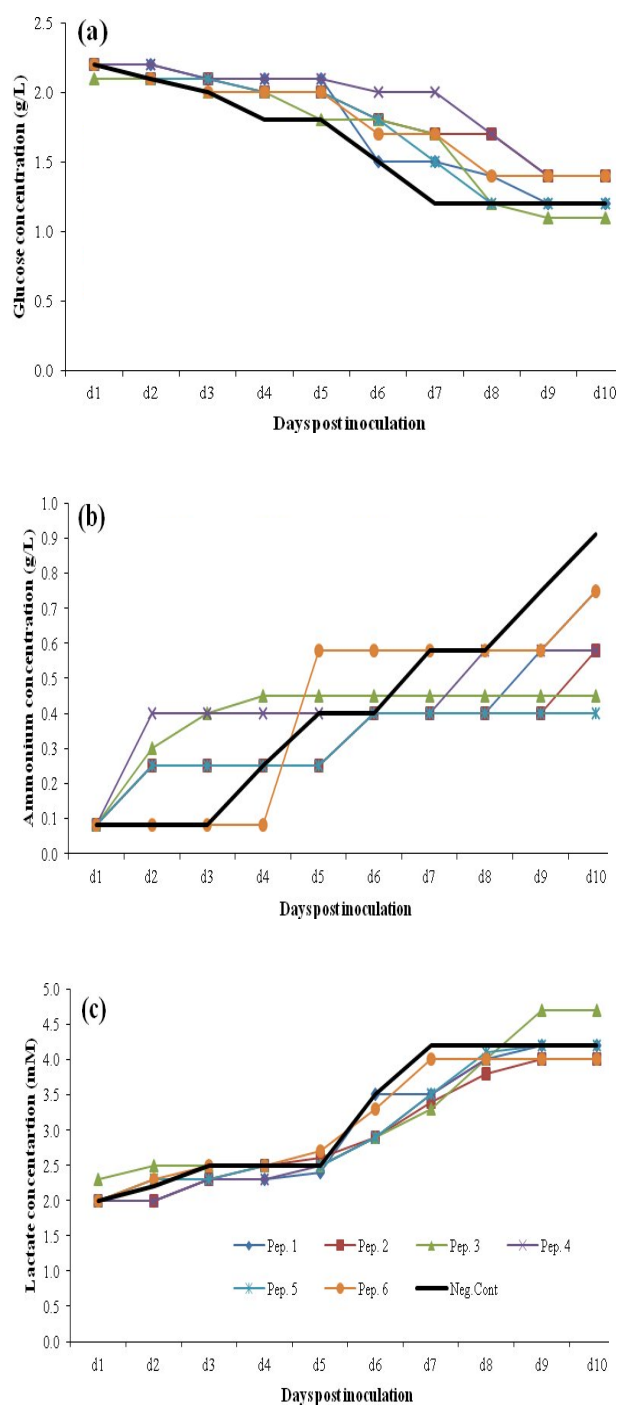 (a)
Glucose concentration (g/L)
2.5
2.0
1.5
1.0
0.5
0.0
d1 d2 d3 d4 d5 d6 d7 d8 d9 d10
Days post inoculation
(b)
Ammonium concentration (g/L)
1.0
0.9
0.8
0.7
0.6
0.5
0.4
0.3
0.2
0.1
0.0
d1 d2 d3 d4 d5 d6 d7 d8 d9 d10
Days post inoculation
(c)
Lactate concentartion (mM)
5.0
4.5
4.0
3.5
3.0
2.5
2.0
1.5
1.0
0.5
0.0
Pep. 1 Pep. 2 Pep. 3 Pep. 4
Pep. 5 Pep. 6 Neg.Cont
d1 d2 d3 d4 d5 d6 d7 d8 d9 d10
Days post inoculation